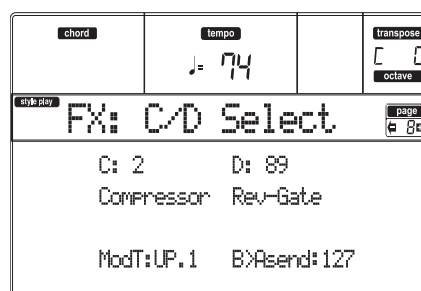 chord tempo transpose
♩= 74
octave
style play FX: C/D Select page
8
C: 2 D: 89
Compressor Rev-Gate
ModT:UP.1 B>Asend:127